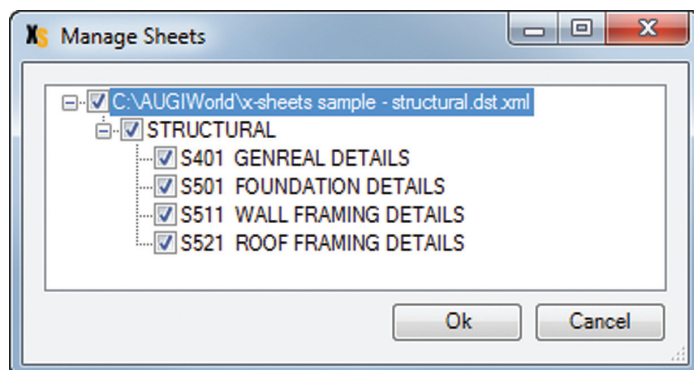 XS Manage Sheets
C:\AUGIWorld\x-sheets sample - structural.dst.xml
STRUCTURAL
S401 GENREAL DETAILS
S501 FOUNDATION DETAILS
S511 WALL FRAMING DETAILS
S521 ROOF FRAMING DETAILS
Ok Cancel